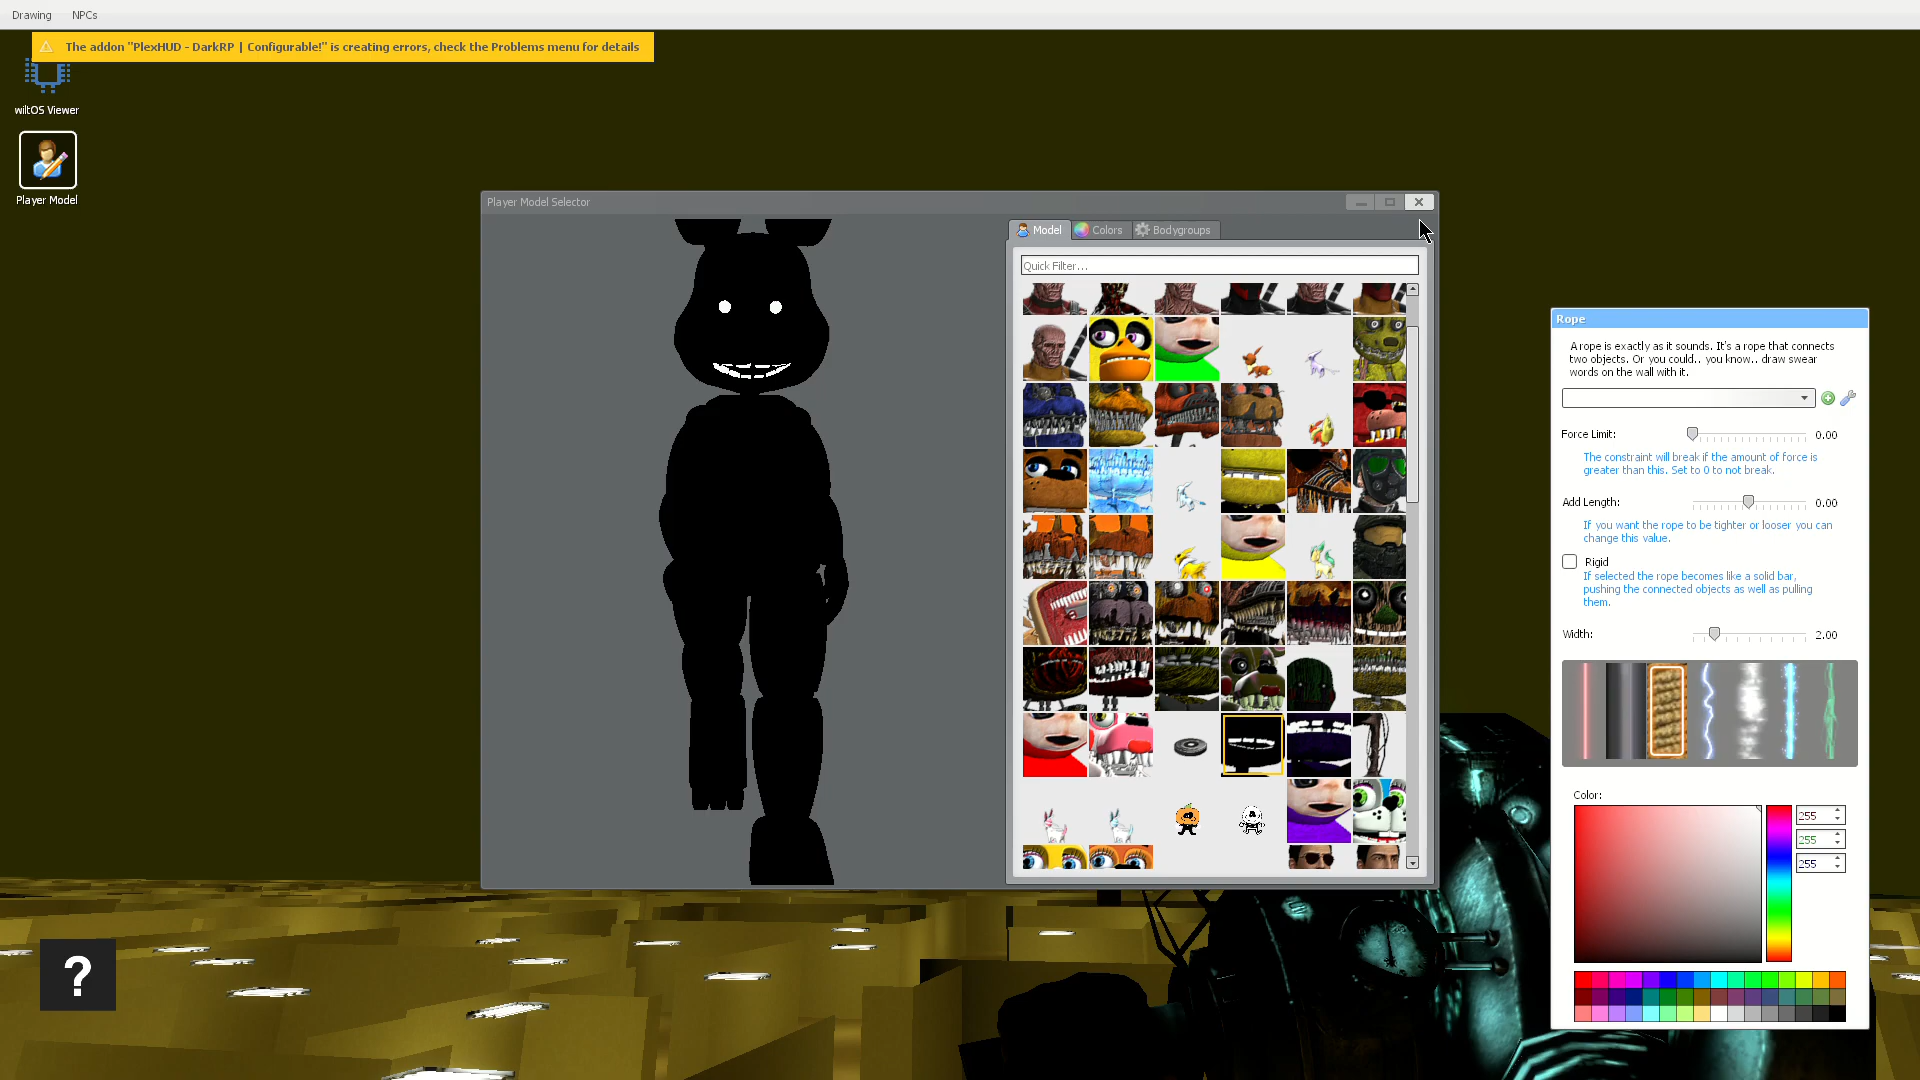 Drawing NPCs
The addon "PlexHUD - DarkRP | Configurable!" is creating errors, check the Problems menu for details
wiltOS Viewer
Player Model
Player Model Selector
Model Colors Bodygroups
Quick Filter...
Rope
A rope is exactly as it sounds. It's a rope that connects
two objects. Or you could.. you know.. draw swear
words on the wall with it.
Force Limit: 0.00
The constraint will break if the amount of force is
greater than this. Set to 0 to not break.
Add Length: 0.00
If you want the rope to be tighter or looser you can
change this value.
Rigid
If selected the rope becomes like a solid bar,
pushing the connected objects as well as pulling
them.
Width: 2.00
Color:
255
255
255
?